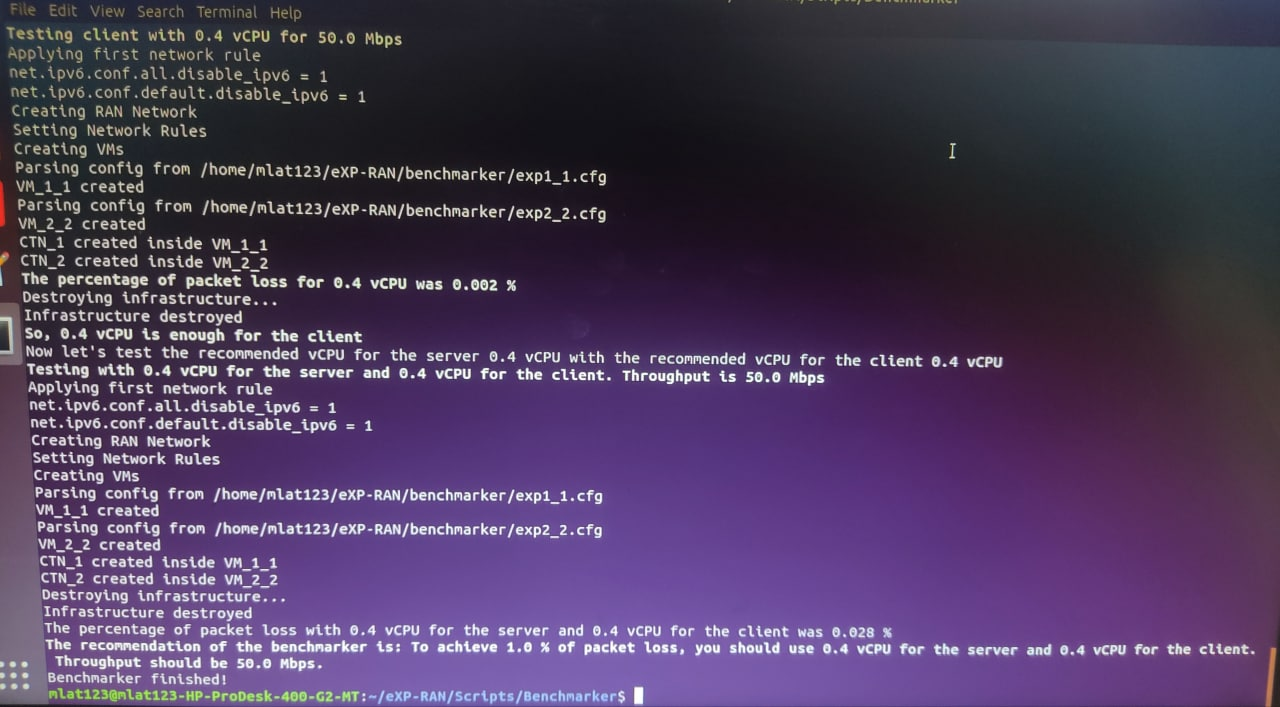 File Edit View Search Terminal Help
Testing client with 0.4 vCPU for 50.0 Mbps
Applying first network rule
net.ipv6.conf.all.disable_ipv6 = 1
net.ipv6.conf.default.disable_ipv6 = 1
Creating RAN Network
Setting Network Rules
Creating VMs
Parsing config from /home/mlat123/eXP-RAN/benchmarker/exp1_1.cfg
VM_1_1 created
Parsing config from /home/mlat123/eXP-RAN/benchmarker/exp2_2.cfg
VM_2_2 created
CTN_1 created inside VM_1_1
CTN_2 created inside VM_2_2
The percentage of packet loss for 0.4 vCPU was 0.002 %
Destroying infrastructure...
Infrastructure destroyed
So, 0.4 vCPU is enough for the client
Now let's test the recommended vCPU for the server 0.4 vCPU with the recommended vCPU for the client 0.4 vCPU
Testing with 0.4 vCPU for the server and 0.4 vCPU for the client. Throughput is 50.0 Mbps
Applying first network rule
net.ipv6.conf.all.disable_ipv6 = 1
net.ipv6.conf.default.disable_ipv6 = 1
Creating RAN Network
Setting Network Rules
Creating VMs
Parsing config from /home/mlat123/eXP-RAN/benchmarker/exp1_1.cfg
VM_1_1 created
Parsing config from /home/mlat123/eXP-RAN/benchmarker/exp2_2.cfg
VM_2_2 created
CTN_1 created inside VM_1_1
CTN_2 created inside VM_2_2
Destroying infrastructure...
Infrastructure destroyed
The percentage of packet loss with 0.4 vCPU for the server and 0.4 vCPU for the client was 0.028 %
The recommendation of the benchmarker is: To achieve 1.0 % of packet loss, you should use 0.4 vCPU for the server and 0.4 vCPU for the client.
Throughput should be 50.0 Mbps.
Benchmarker finished!
mlat123@mlat123-HP-ProDesk-400-G2-MT:~/eXP-RAN/Scripts/Benchmarker$